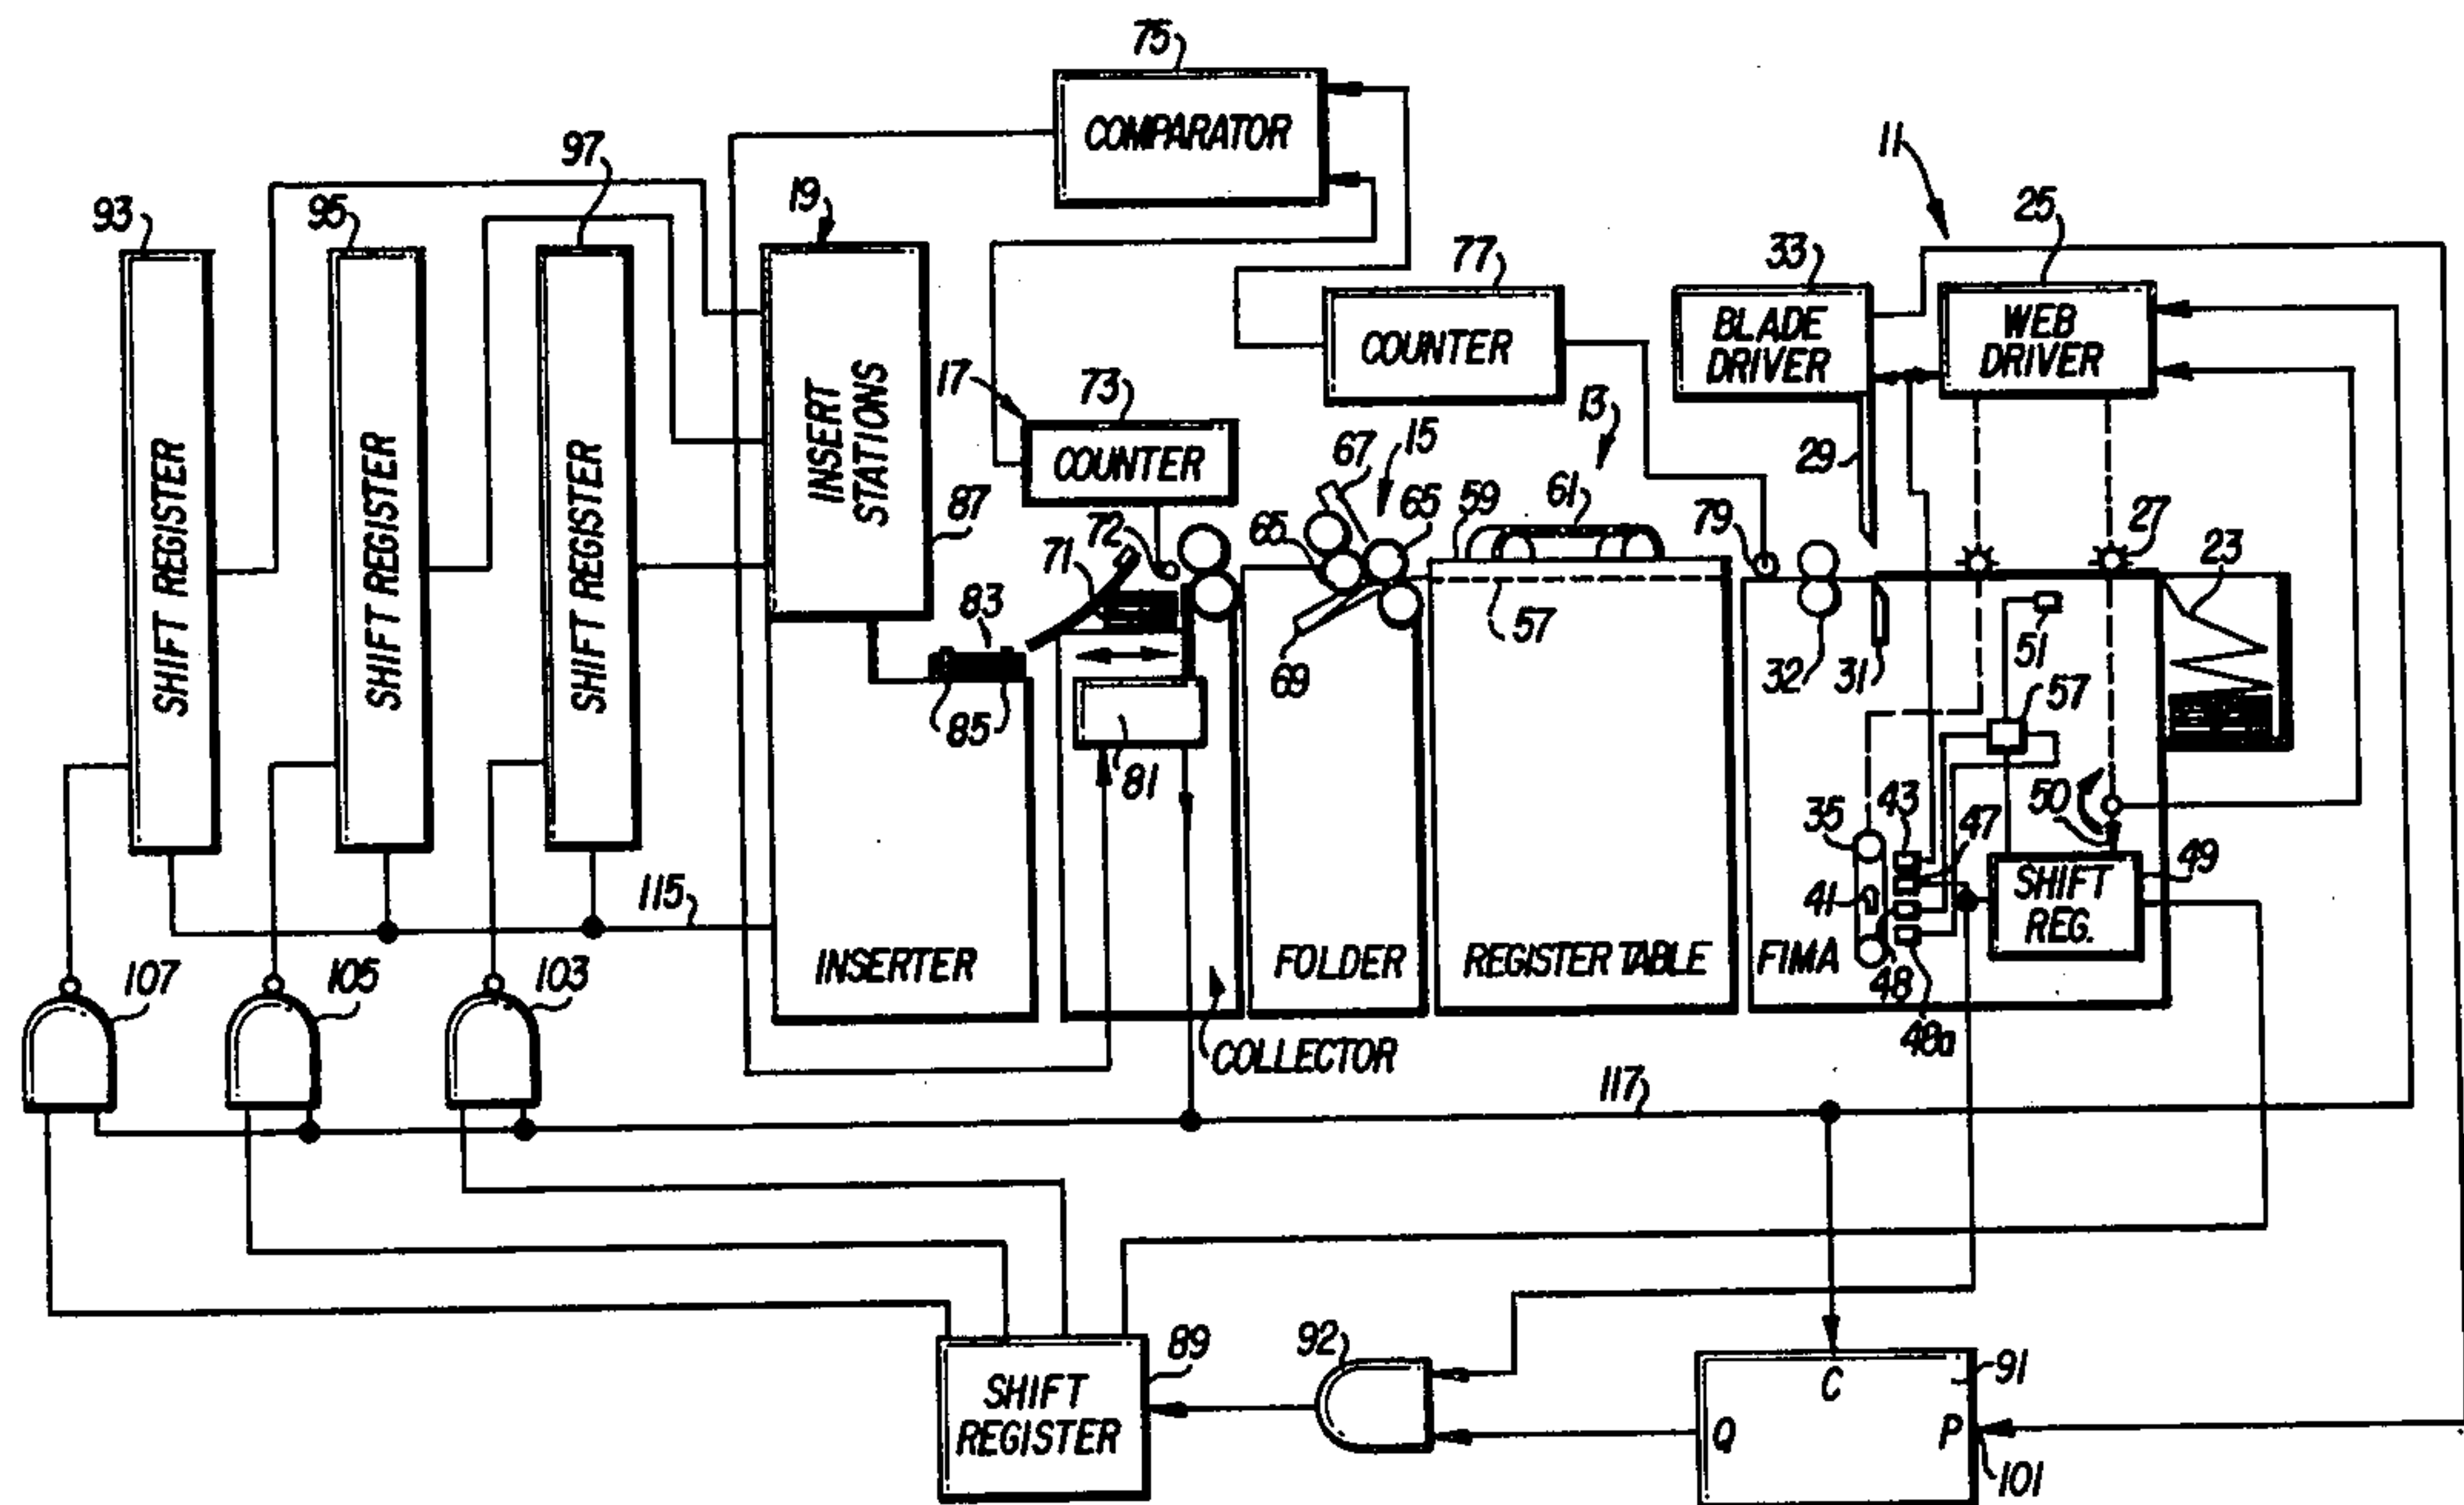 75
COMPARATOR
11
97
93
95
19
25
33
77
COUNTER
BLADE
DRIVER
WEB
DRIVER
SHIFT REGISTER
SHIFT REGISTER
SHIFT REGISTER
INSERT
STATIONS
17
73
COUNTER
13
67
15
29
87
72
65
59
61
79
27
23
71
65
83
57
69
32
31
51
85
57
81
43
47
50
35
49
41
SHIFT
REG.
115
INSERTER
FOLDER
REGISTER TABLE
FIMA
48
48a
107
105
103
COLLECTOR
117
92
89
SHIFT
REGISTER
C
91
Q
P
101